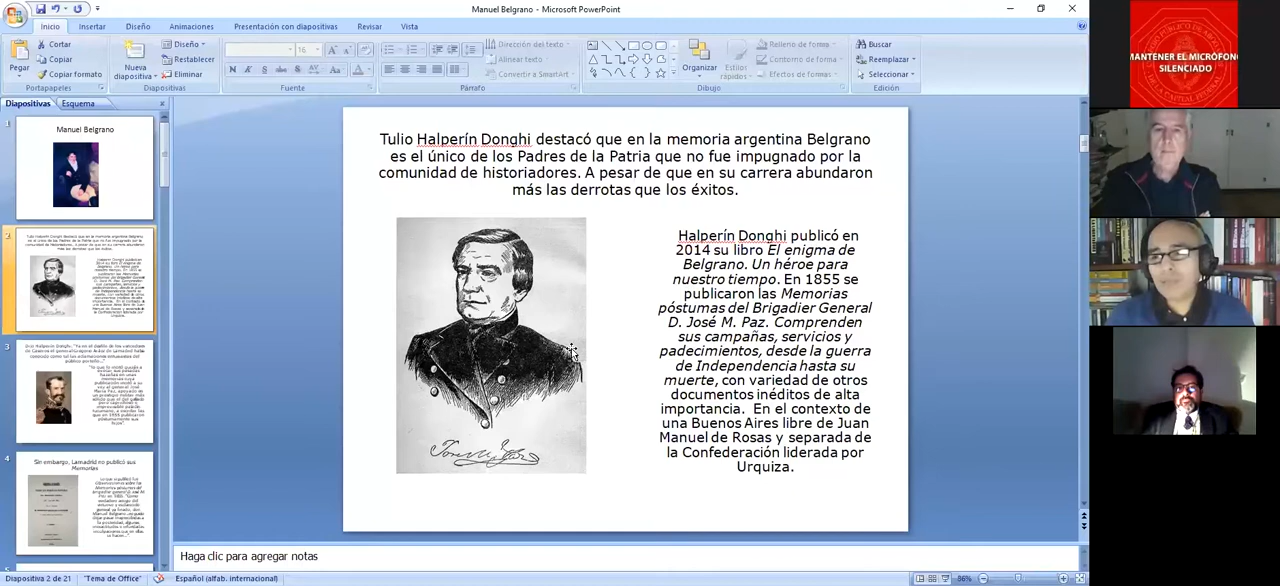 Manuel Belgrano - Microsoft PowerPoint
Inicio Insertar Diseño Animaciones Presentación con diapositivas Revisar Vista
Pegar
Cortar
Copiar
Copiar formato
Portapapeles
Nueva
diapositiva
Diseño
Restablecer
Eliminar
Diapositivas
16
N K S abc S AV Aa A
Fuente
Dirección del texto
Alinear texto
Convertir a SmartArt
Párrafo
Organizar
Estilos
rápidos
Relleno de forma
Contorno de forma
Efectos de formas
Dibujo
Buscar
Reemplazar
Seleccionar
Edición
Diapositivas Esquema
1
Manuel Belgrano
2
3
4
Sin embargo, Lamadrid no publicó sus
Memorias
Tulio Halperín Donghi destacó que en la memoria argentina Belgrano
es el único de los Padres de la Patria que no fue impugnado por la
comunidad de historiadores. A pesar de que en su carrera abundaron
más las derrotas que los éxitos.
Halperín Donghi publicó en
2014 su libro El enigma de
Belgrano. Un héroe para
nuestro tiempo. En 1855 se
publicaron las Memorias
póstumas del Brigadier General
D. José M. Paz. Comprenden
sus campañas, servicios y
padecimientos, desde la guerra
de Independencia hasta su
muerte, con variedad de otros
documentos inéditos de alta
importancia. En el contexto de
una Buenos Aires libre de Juan
Manuel de Rosas y separada de
la Confederación liderada por
Urquiza.
Haga clic para agregar notas
Diapositiva 2 de 21 "Tema de Office" Español (alfab. internacional) 86%
MANTENER EL MICRÓFONO
SILENCIADO